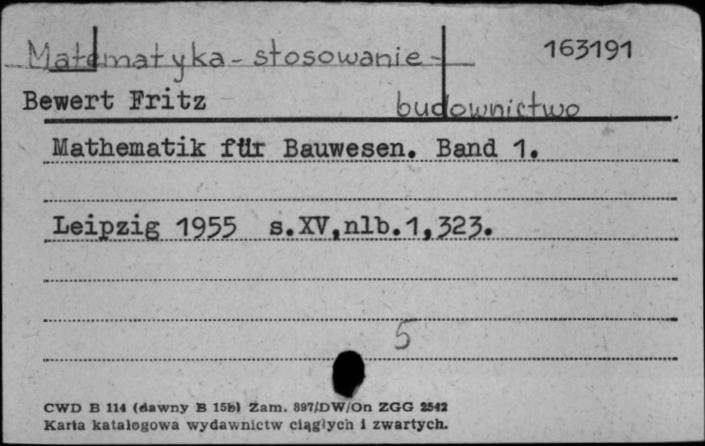 Matematyka - stosowanie - 163191
Bewert Fritz budownictwo
Mathematik für Bauwesen. Band 1.
Leipzig 1955 s.XV,nlb.1,323.
5
CWD B 114 (dawny B 15b) Zam. 897/DW/On ZGG 2542
Karta katalogowa wydawnictw ciągłych i zwartych.